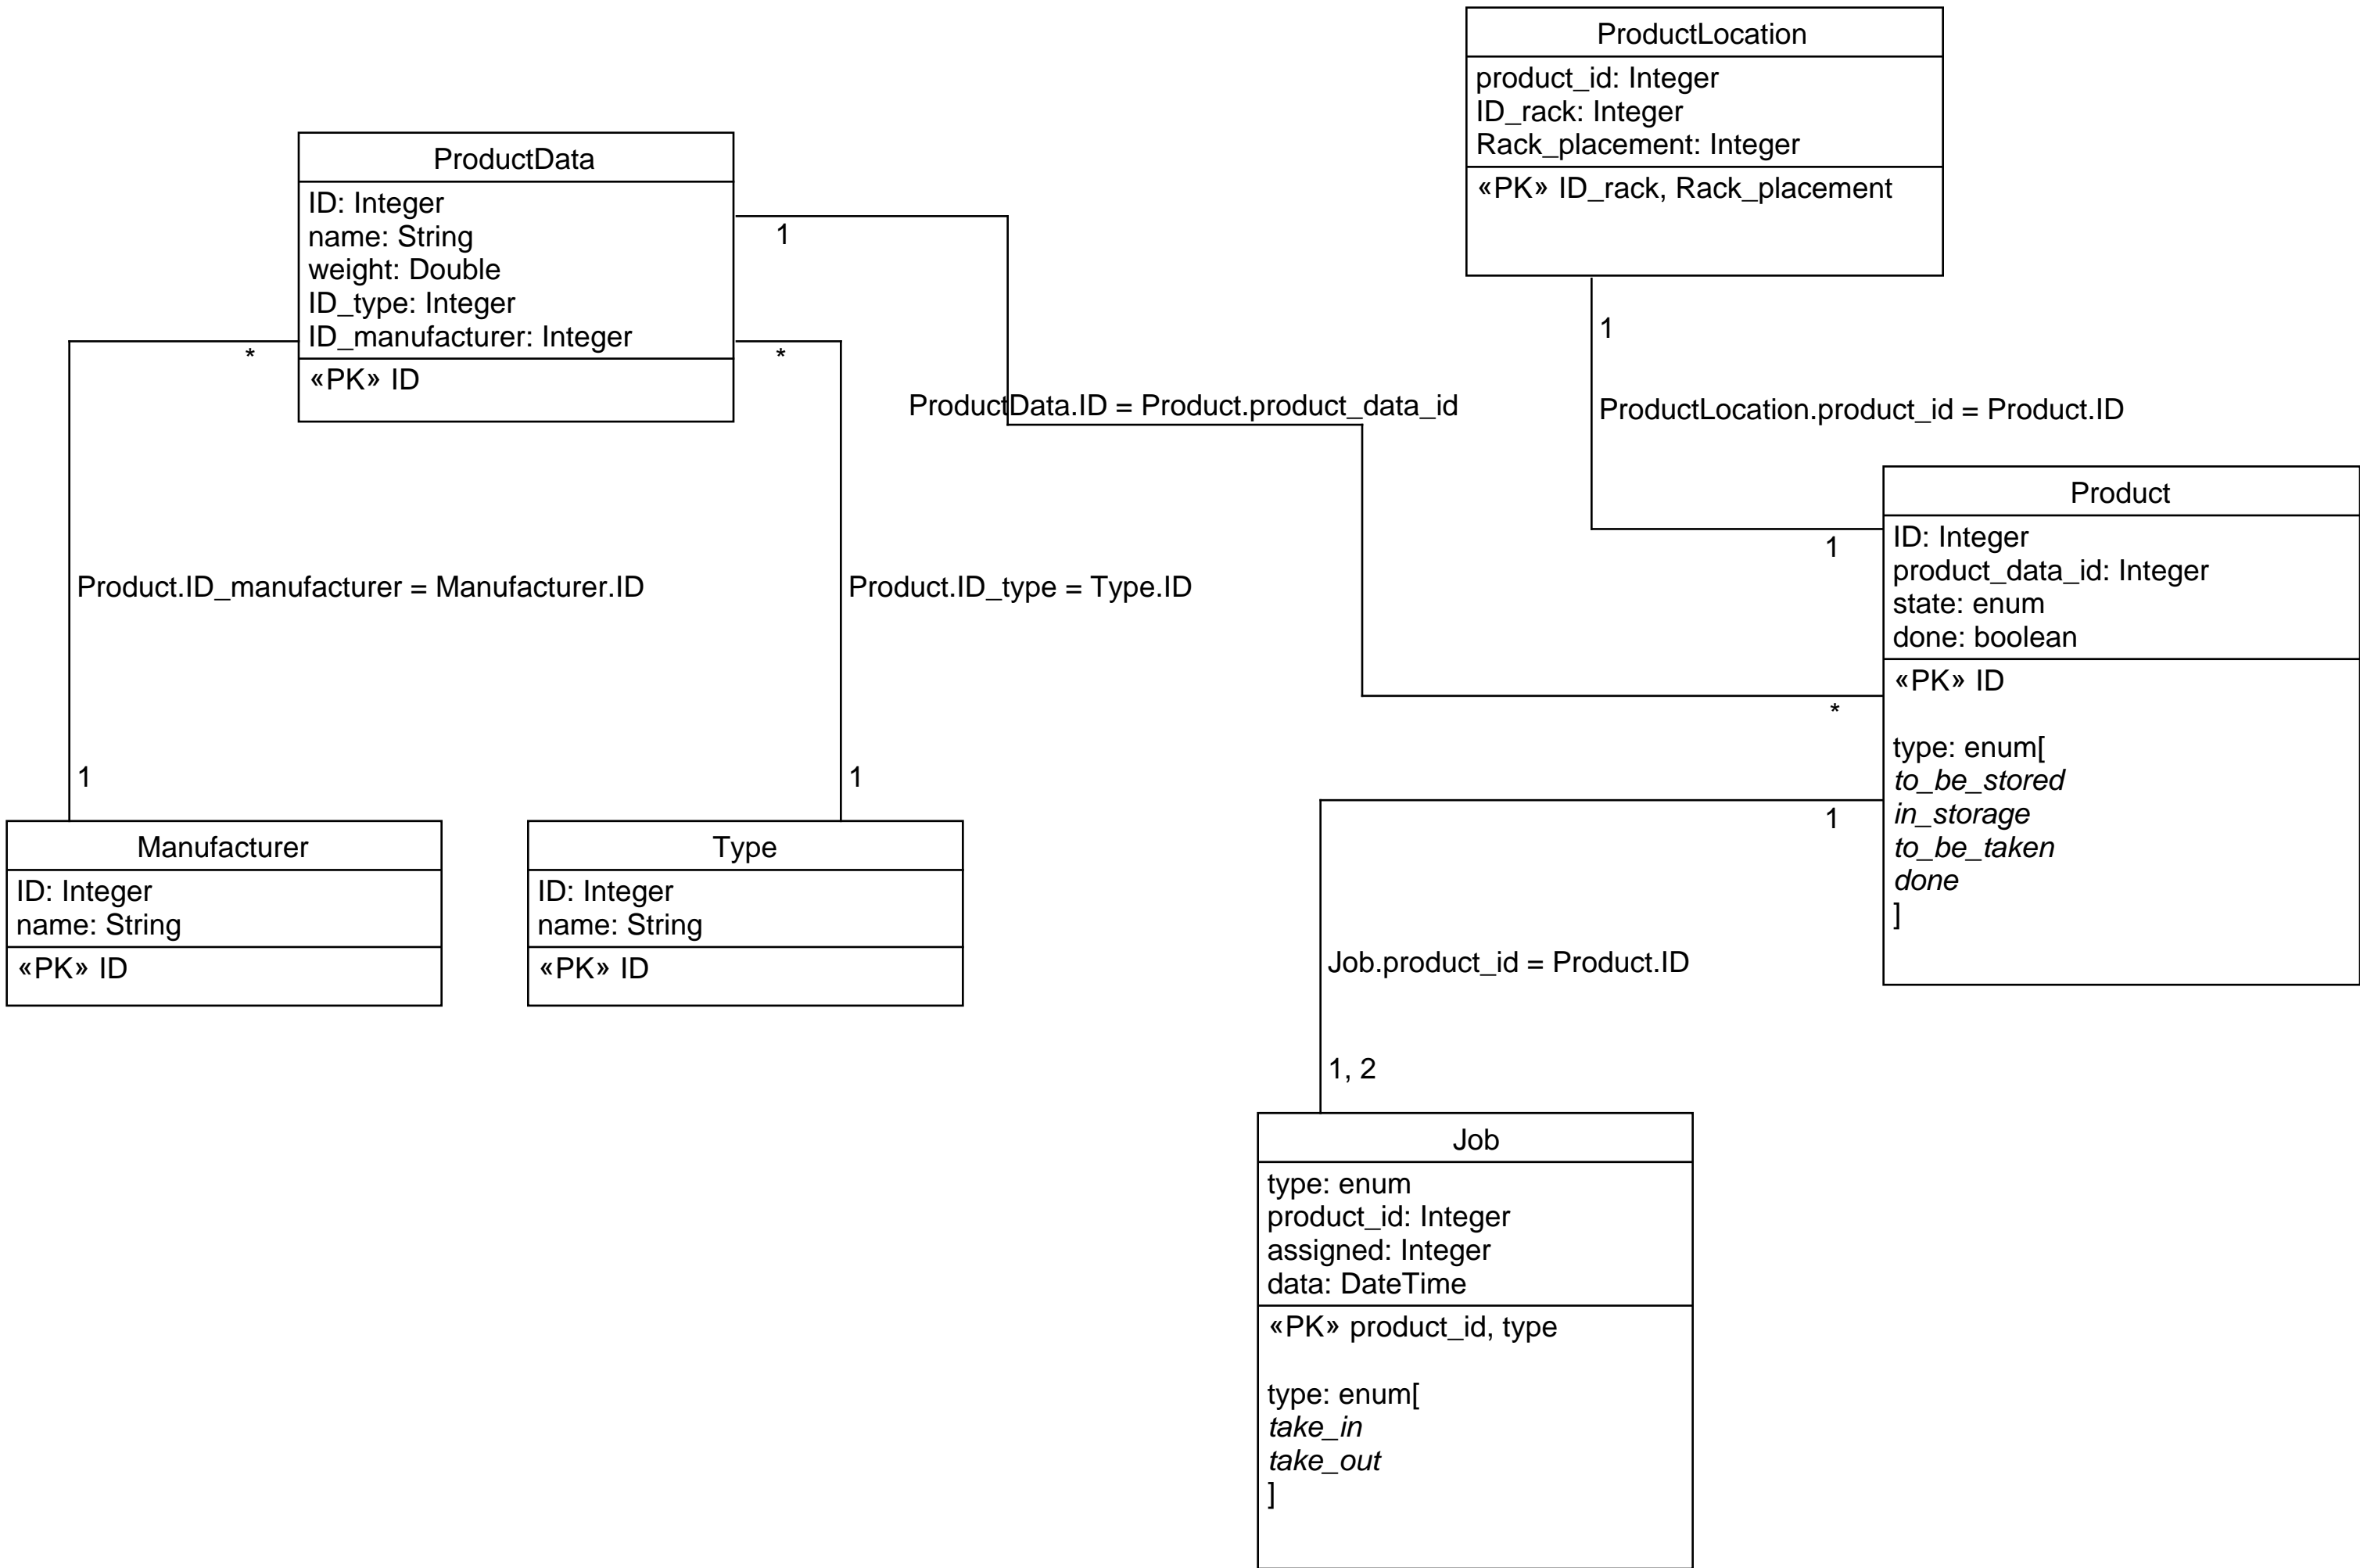 ProductLocation
product_id: Integer
ID_rack: Integer
Rack_placement: Integer
«PK» ID_rack, Rack_placement
ProductData
ID: Integer
name: String
weight: Double
ID_type: Integer
ID_manufacturer: Integer
«PK» ID
1
*
*
1
ProductData.ID = Product.product_data_id
ProductLocation.product_id = Product.ID
Product
ID: Integer
product_data_id: Integer
state: enum
done: boolean
«PK» ID
type: enum[
to_be_stored
in_storage
to_be_taken
done
]
1
*
1
Product.ID_manufacturer = Manufacturer.ID
Product.ID_type = Type.ID
1
1
Manufacturer
ID: Integer
name: String
«PK» ID
Type
ID: Integer
name: String
«PK» ID
Job.product_id = Product.ID
1, 2
Job
type: enum
product_id: Integer
assigned: Integer
data: DateTime
«PK» product_id, type
type: enum[
take_in
take_out
]